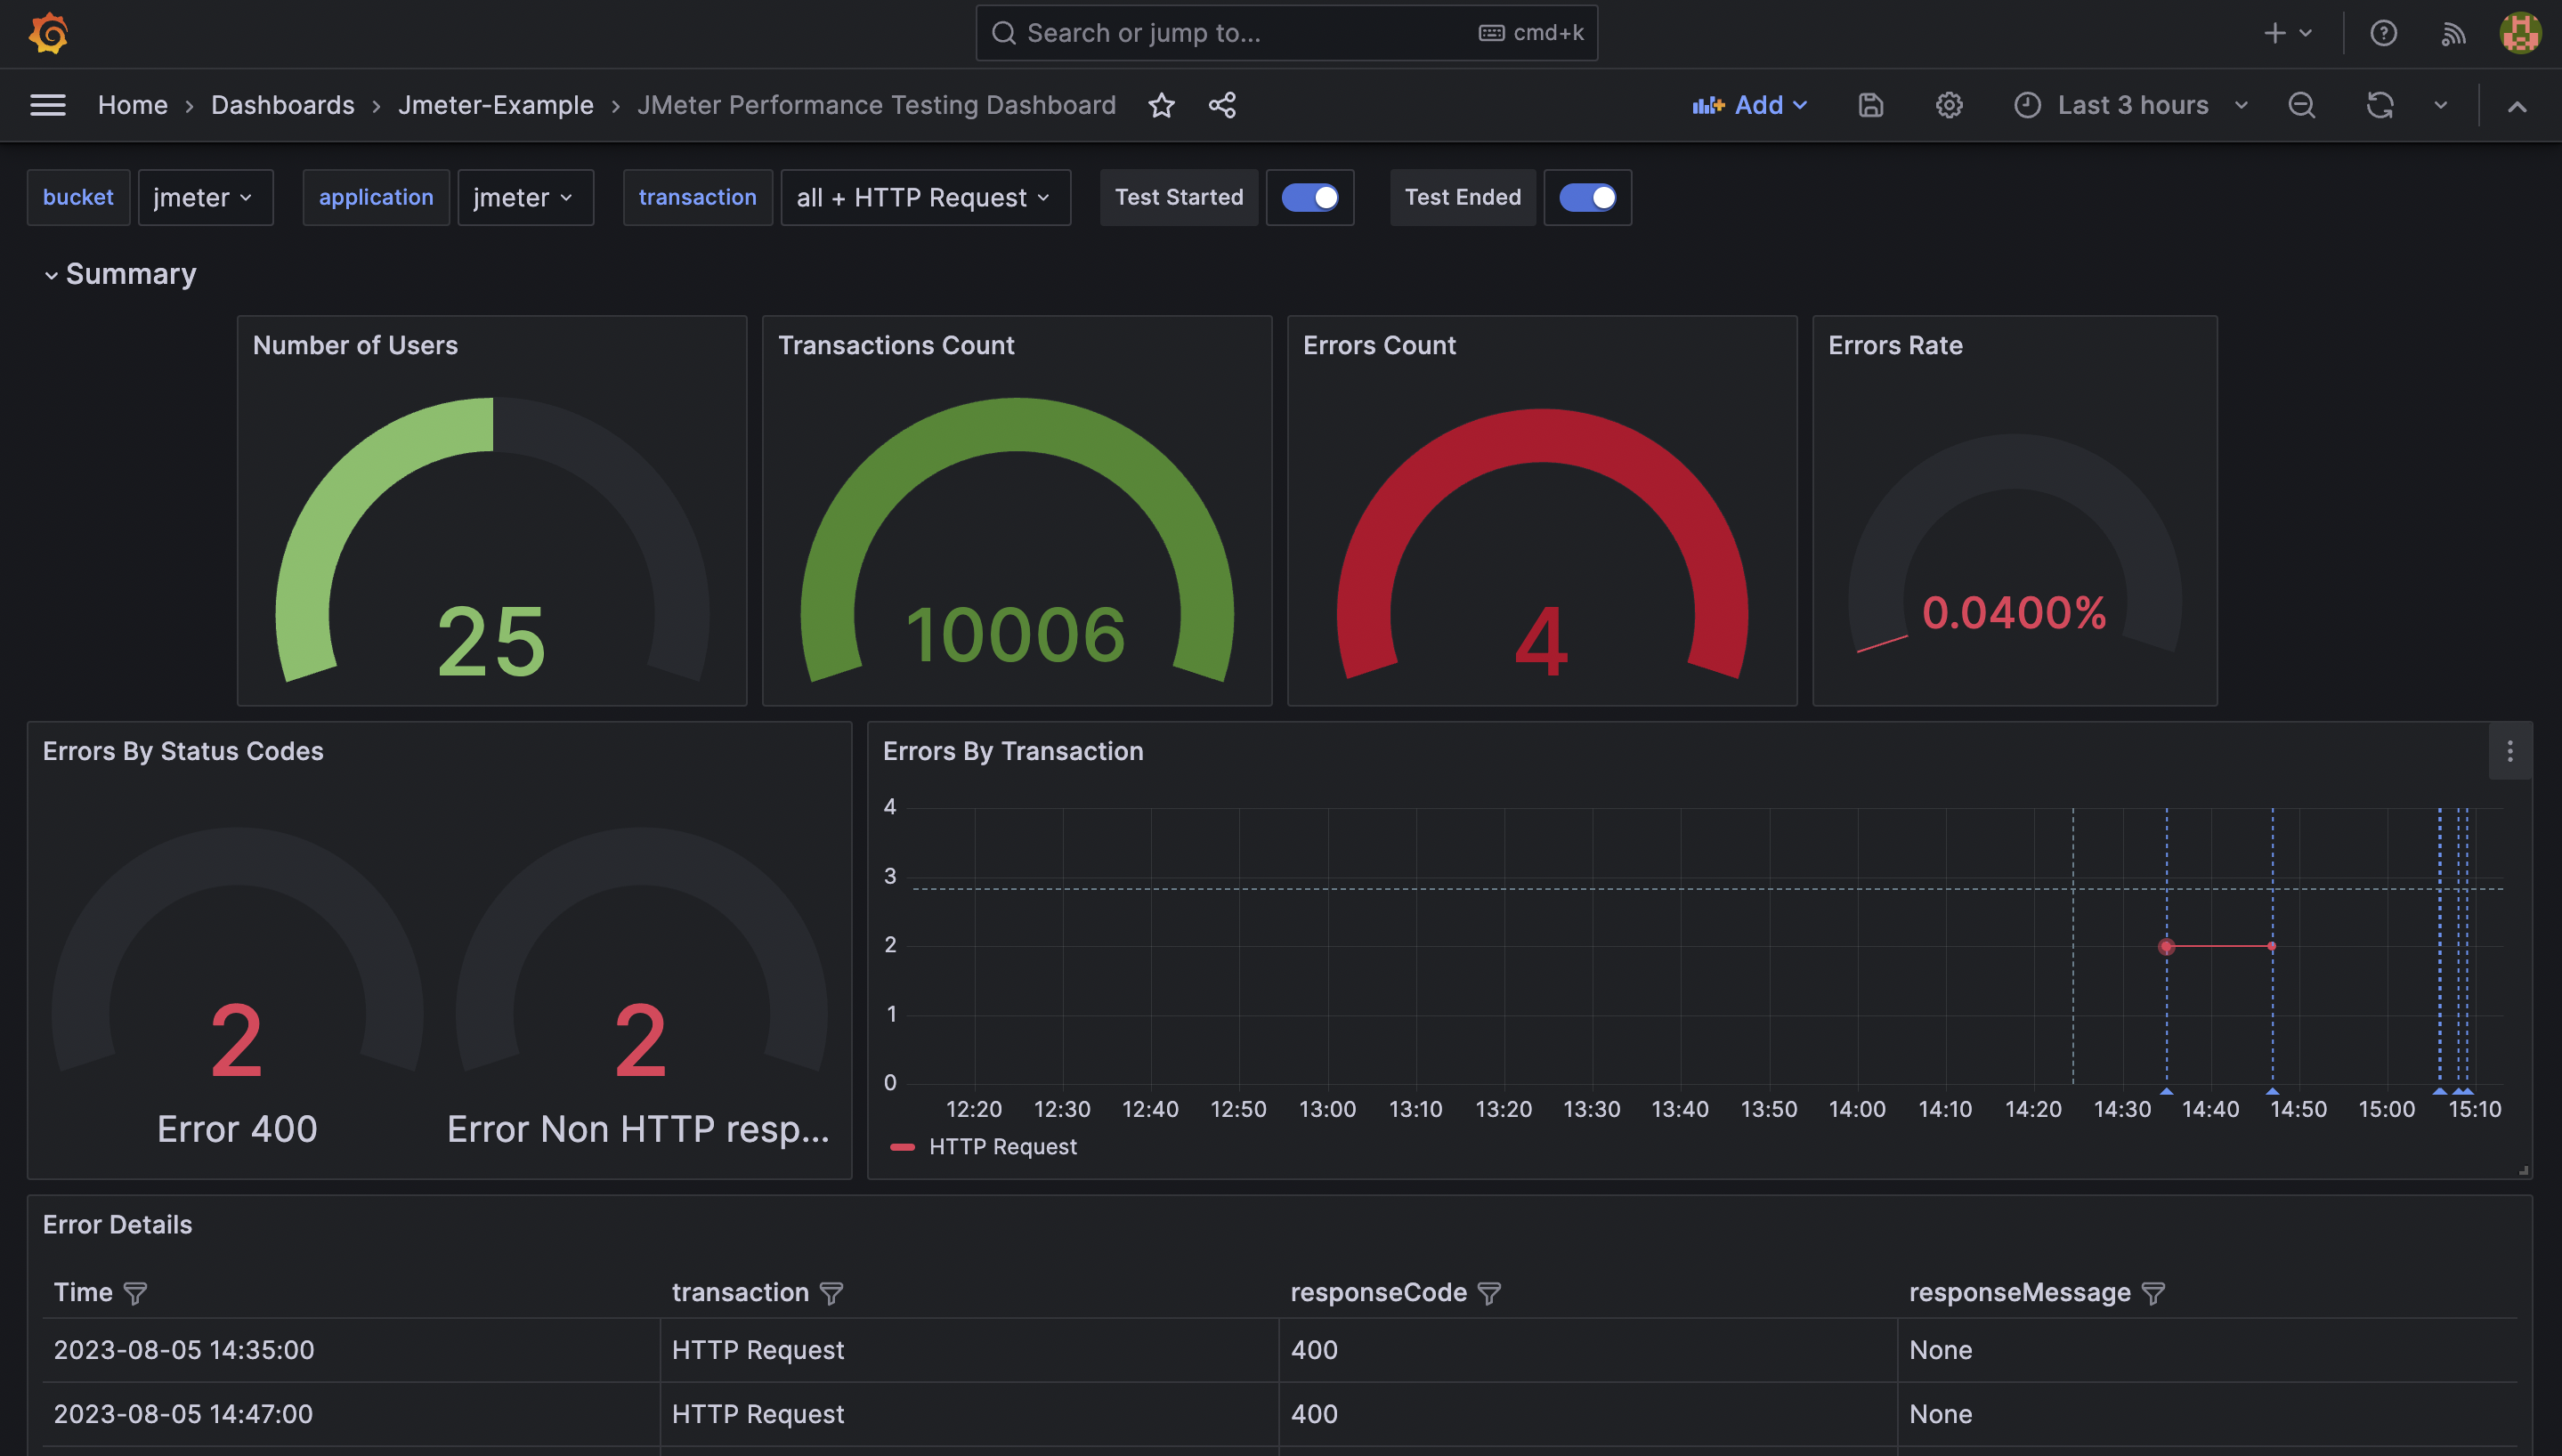 Search or jump to...
cmd+k
Home › Dashboards › Jmeter-Example › JMeter Performance Testing Dashboard
Add
Last 3 hours
bucket jmeter application jmeter transaction all + HTTP Request Test Started Test Ended
Summary
Number of Users
25
Transactions Count
10006
Errors Count
4
Errors Rate
0.0400%
Errors By Status Codes
2
Error 400
2
Error Non HTTP resp...
Errors By Transaction
4
3
2
1
0
12:20 12:30 12:40 12:50 13:00 13:10 13:20 13:30 13:40 13:50 14:00 14:10 14:20 14:30 14:40 14:50 15:00 15:10
HTTP Request
Error Details
Time transaction responseCode responseMessage
2023-08-05 14:35:00 HTTP Request 400 None
2023-08-05 14:47:00 HTTP Request 400 None